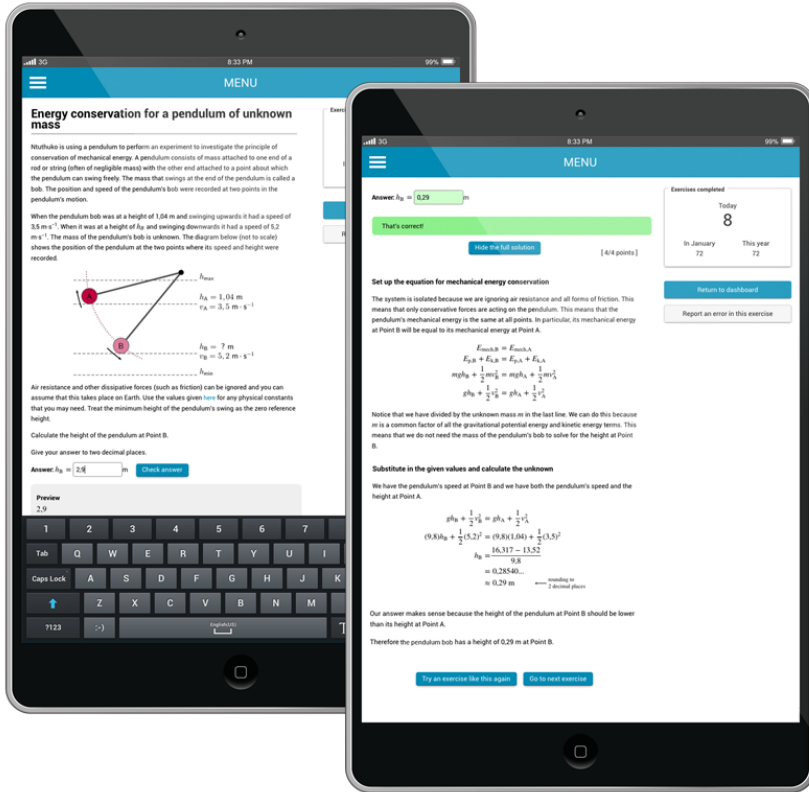 3G
8:33 PM
99%
MENU
Energy conservation for a pendulum of unknown
mass
Ntuthuko is using a pendulum to perform an experiment to investigate the principle of
conservation of mechanical energy. A pendulum consists of mass attached to one end of a
rod or string (often of negligible mass) with the other end attached to a point about which
the pendulum can swing freely. The mass that swings at the end of the pendulum is called a
bob. The position and speed of the pendulum's bob were recorded at two points in the
pendulum's motion.
When the pendulum bob was at a height of 1,04 m and swinging upwards it had a speed of
3,5 m·s⁻¹. When it was at a height of h_B and swinging downwards it had a speed of 5,2
m·s⁻¹. The mass of the pendulum's bob is unknown. The diagram below (not to scale)
shows the position of the pendulum at the two points where its speed and height were
recorded.
h_max
A
h_A = 1,04 m
v_A = 3,5 m · s⁻¹
B
h_B = ? m
v_B = 5,2 m · s⁻¹
h_min
Air resistance and other dissipative forces (such as friction) can be ignored and you can
assume that this takes place on Earth. Use the values given here for any physical constants
that you may need. Treat the minimum height of the pendulum's swing as the zero reference
height.
Calculate the height of the pendulum at Point B.
Give your answer to two decimal places.
Answer: h_B = 2,9 m Check answer
Preview
2,9
1 2 3 4 5 6 7
Tab Q W E R T Y U I
Caps Lock A S D F G H J K
Z X C V B N M
?123 :-) English(US)
3G
8:33 PM
99%
MENU
Answer: h_B = 0,29 m
That's correct!
Hide the full solution
[4/4 points]
Set up the equation for mechanical energy conservation
The system is isolated because we are ignoring air resistance and all forms of friction. This
means that only conservative forces are acting on the pendulum. This means that the
pendulum's mechanical energy is the same at all points. In particular, its mechanical energy
at Point B will be equal to its mechanical energy at Point A.
E_mech,B = E_mech,A
E_p,B + E_k,B = E_p,A + E_k,A
mgh_B + 1/2 mv_B² = mgh_A + 1/2 mv_A²
gh_B + 1/2 v_B² = gh_A + 1/2 v_A²
Notice that we have divided by the unknown mass m in the last line. We can do this because
m is a common factor of all the gravitational potential energy and kinetic energy terms. This
means that we do not need the mass of the pendulum's bob to solve for the height at Point
B.
Substitute in the given values and calculate the unknown
We have the pendulum's speed at Point B and we have both the pendulum's speed and the
height at Point A.
gh_B + 1/2 v_B² = gh_A + 1/2 v_A²
(9,8)h_B + 1/2 (5,2)² = (9,8)(1,04) + 1/2 (3,5)²
h_B = (16,317 − 13,52)/9,8
= 0,28540...
≈ 0,29 m ⟵ rounding to
2 decimal places
Our answer makes sense because the height of the pendulum at Point B should be lower
than its height at Point A.
Therefore the pendulum bob has a height of 0,29 m at Point B.
Try an exercise like this again
Go to next exercise
Exercises completed
Today
8
In January This year
72 72
Return to dashboard
Report an error in this exercise